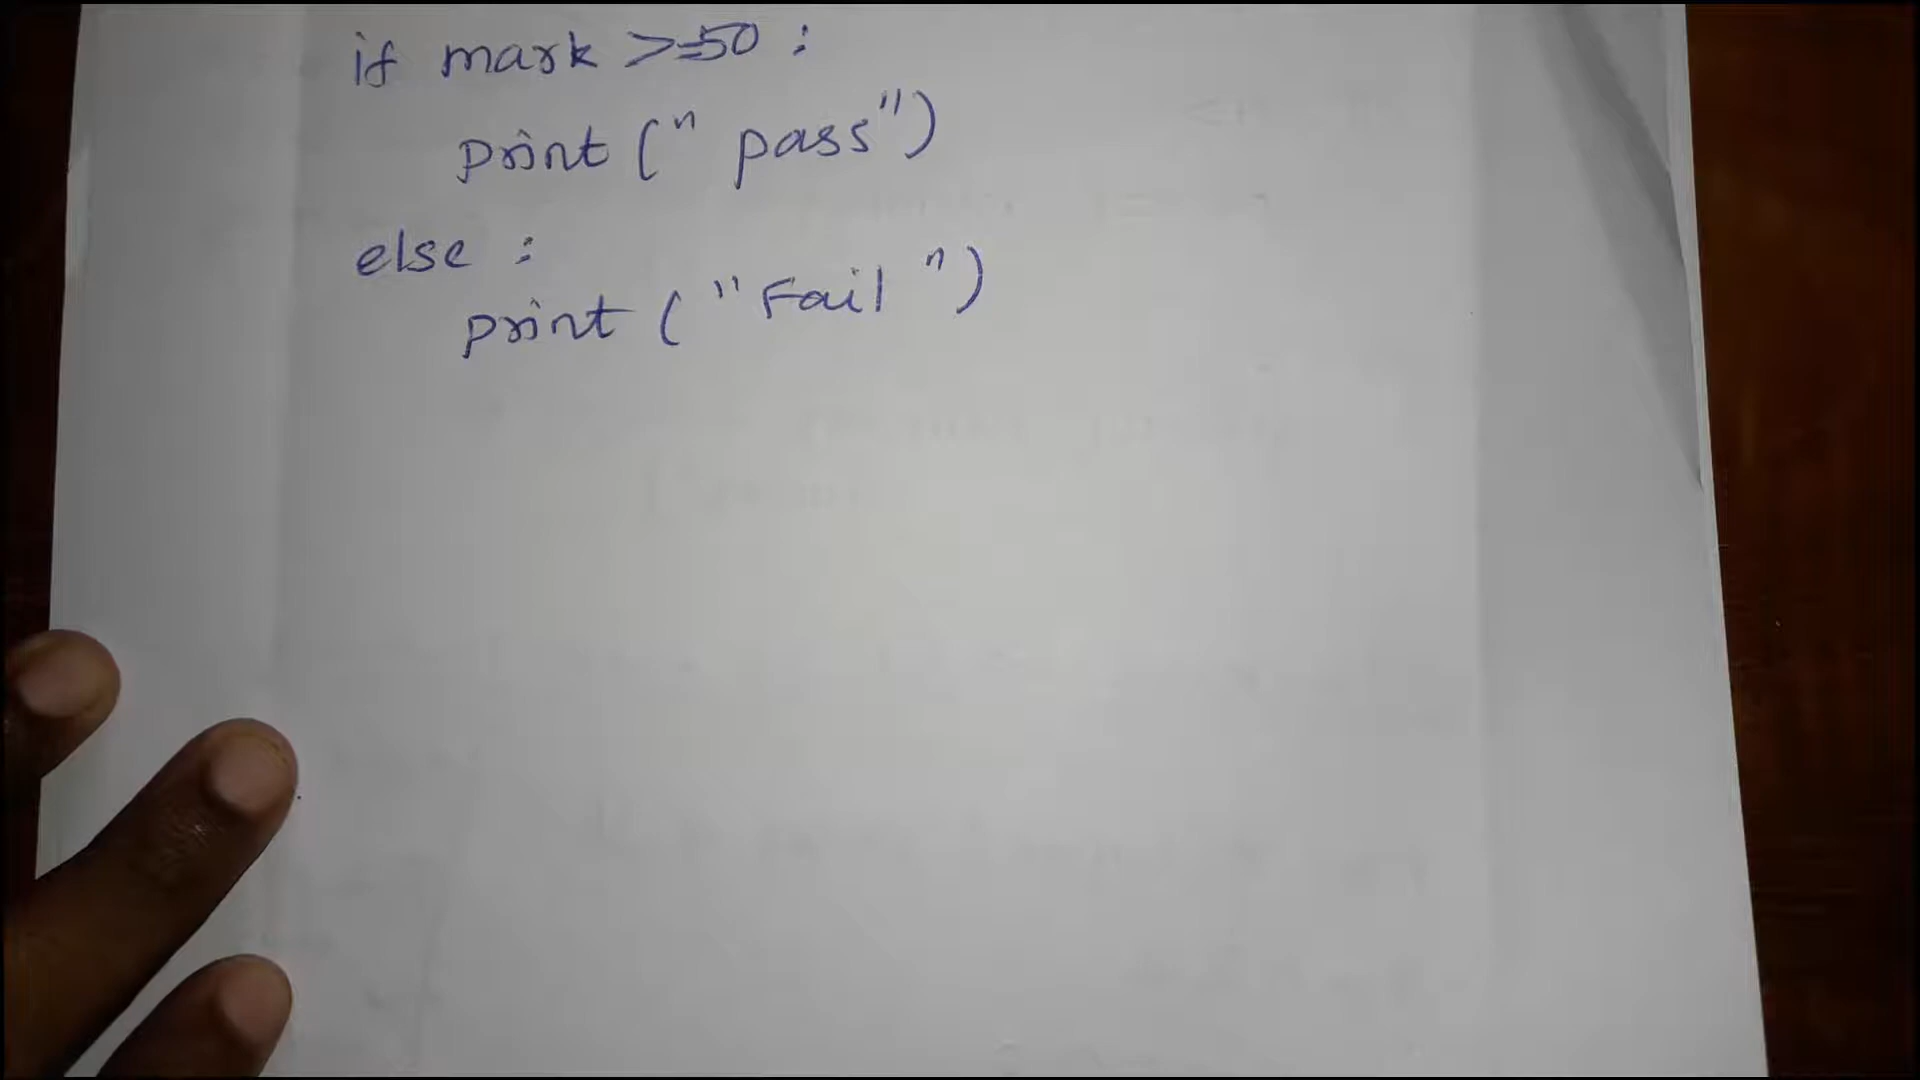 if mark >=50 :
print (" pass")
else :
print ("Fail ")